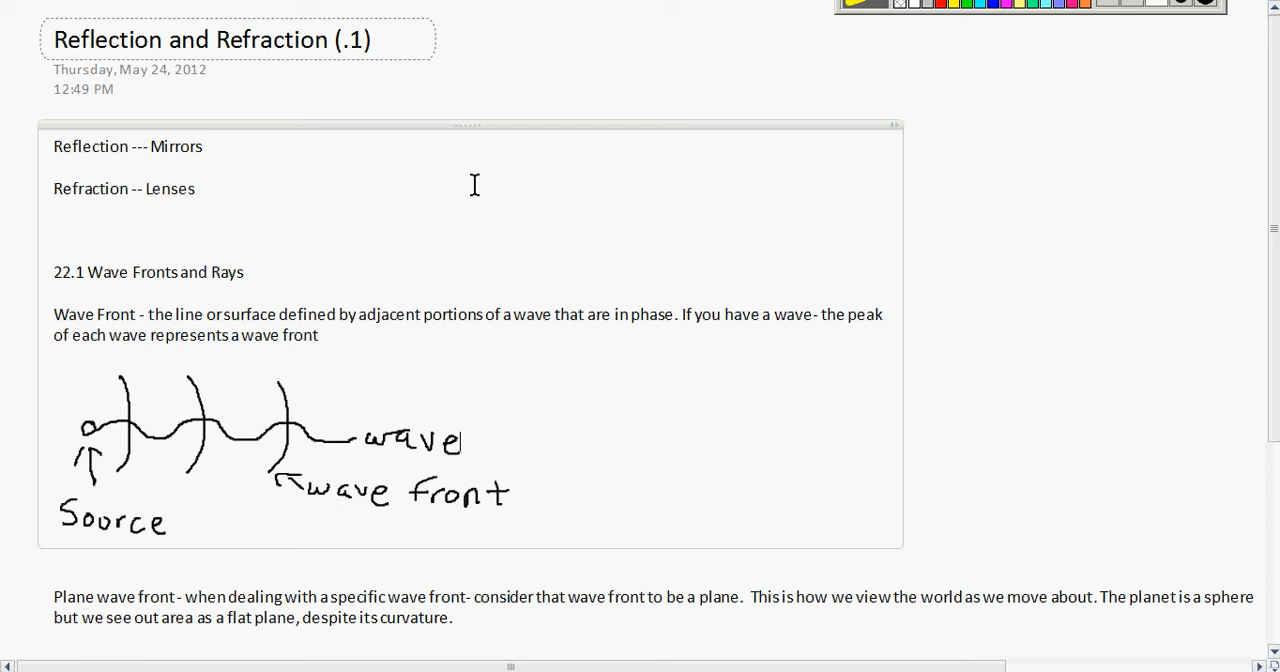 Reflection and Refraction (.1)
Thursday, May 24, 2012
12:49 PM
Reflection --- Mirrors
Refraction -- Lenses
22.1 Wave Fronts and Rays
Wave Front - the line or surface defined by adjacent portions of a wave that are in phase. If you have a wave- the peak
of each wave represents a wave front
wave
wave front
Source
Plane wave front - when dealing with a specific wave front- consider that wave front to be a plane.  This is how we view the world as we move about. The planet is a sphere
but we see out area as a flat plane, despite its curvature.